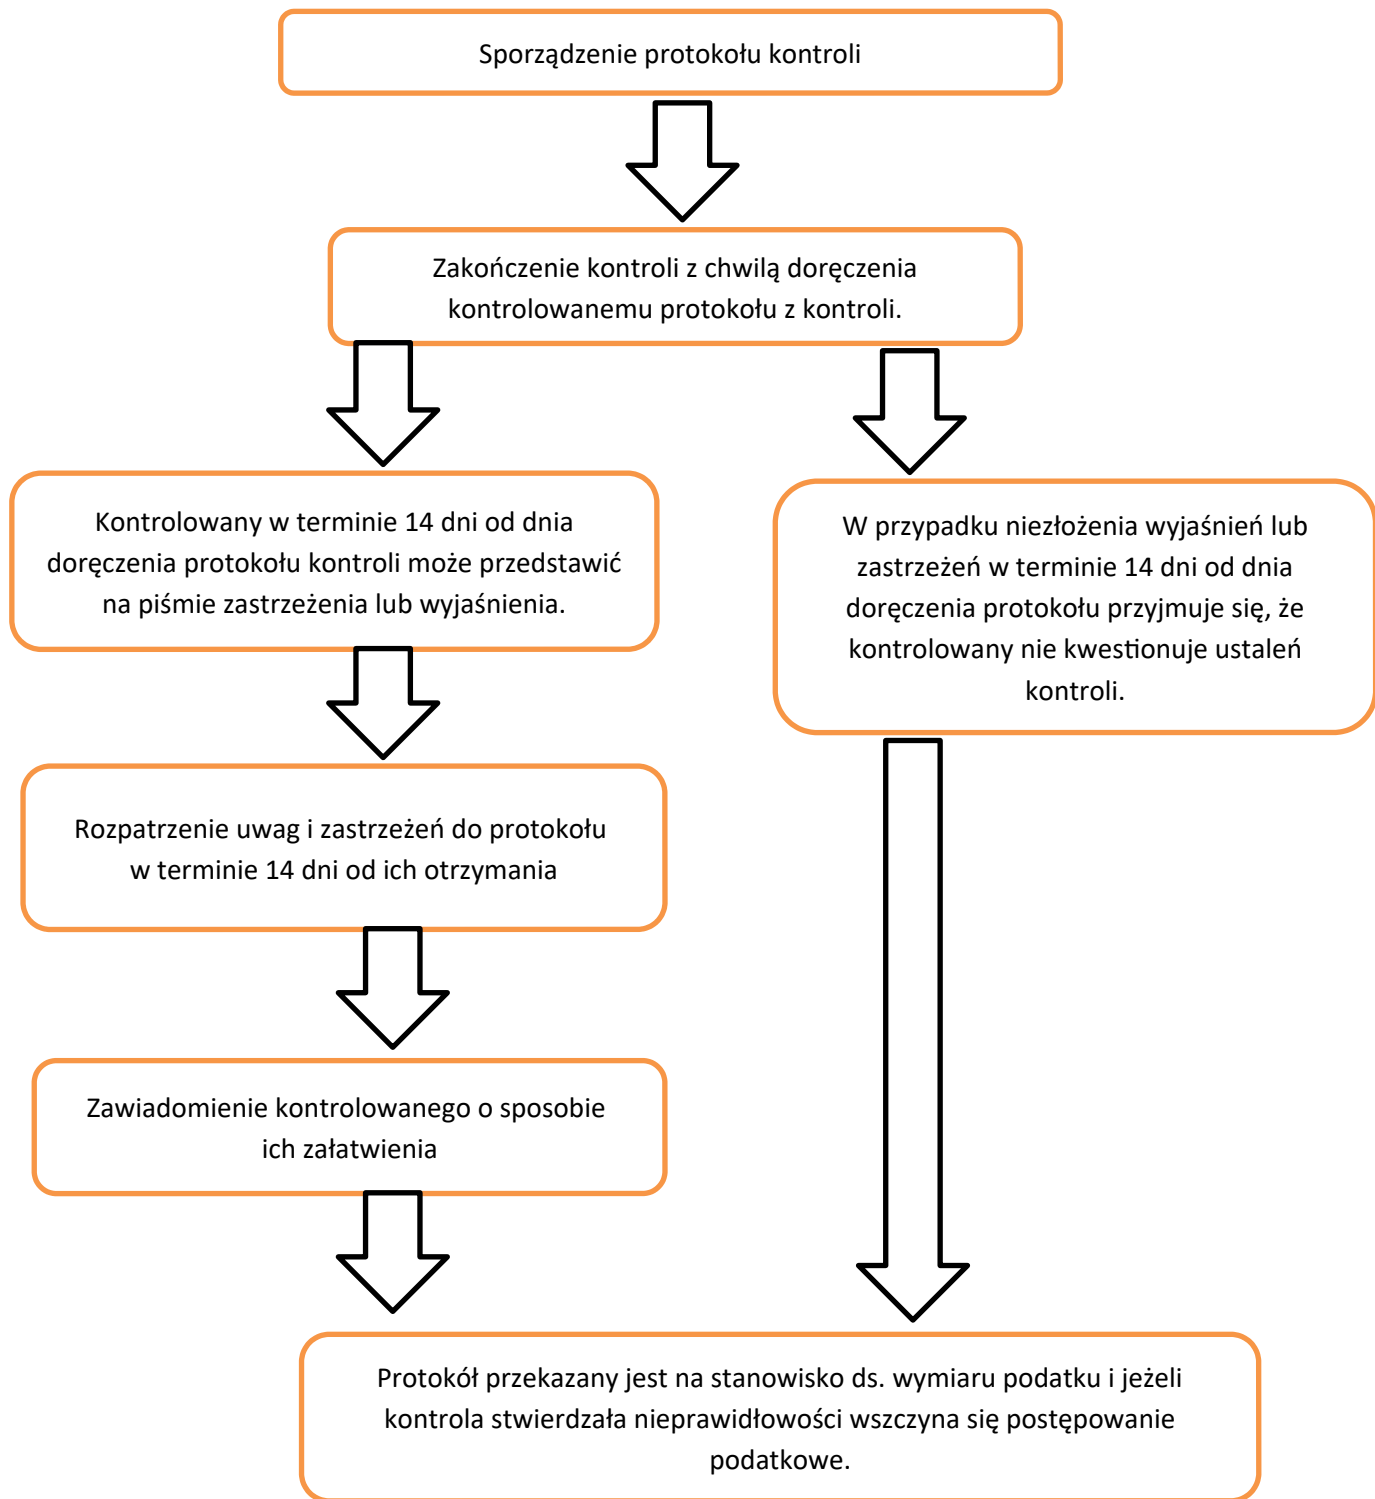 Sporządzenie protokołu kontroli
Zakończenie kontroli z chwilą doręczenia
kontrolowanemu protokołu z kontroli.
Kontrolowany w terminie 14 dni od dnia
doręczenia protokołu kontroli może przedstawić
na piśmie zastrzeżenia lub wyjaśnienia.
W przypadku niezłożenia wyjaśnień lub
zastrzeżeń w terminie 14 dni od dnia
doręczenia protokołu przyjmuje się, że
kontrolowany nie kwestionuje ustaleń
kontroli.
Rozpatrzenie uwag i zastrzeżeń do protokołu
w terminie 14 dni od ich otrzymania
Zawiadomienie kontrolowanego o sposobie
ich załatwienia
Protokół przekazany jest na stanowisko ds. wymiaru podatku i jeżeli
kontrola stwierdzała nieprawidłowości wszczyna się postępowanie
podatkowe.